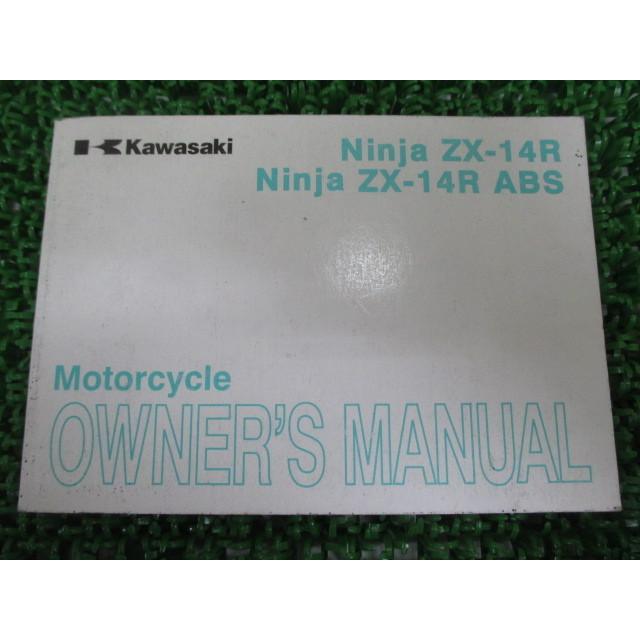 Kawasaki
Ninja ZX-14R
Ninja ZX-14R ABS
Motorcycle
OWNER'S MANUAL